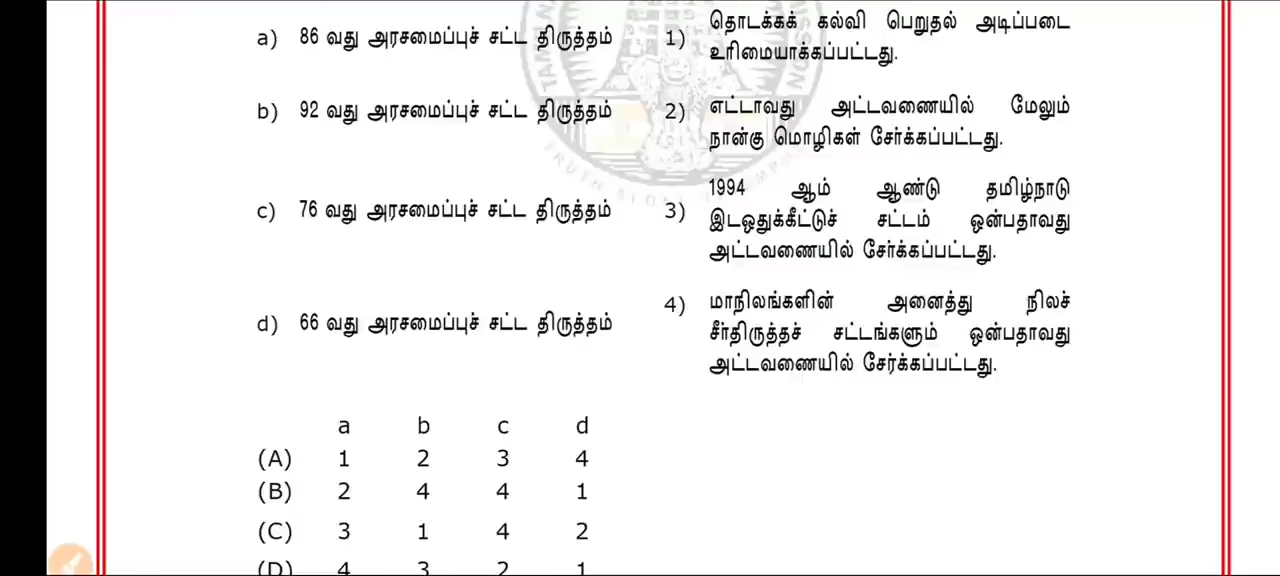 a) 86 வது அரசமைப்புச் சட்ட திருத்தம் 1) தொடக்கக் கல்வி பெறுதல் அடிப்படை
உரிமையாக்கப்பட்டது.
b) 92 வது அரசமைப்புச் சட்ட திருத்தம் 2) எட்டாவது அட்டவணையில் மேலும்
நான்கு மொழிகள் சேர்க்கப்பட்டது.
c) 76 வது அரசமைப்புச் சட்ட திருத்தம் 3) 1994 ஆம் ஆண்டு தமிழ்நாடு
இடஒதுக்கீட்டுச் சட்டம் ஒன்பதாவது
அட்டவணையில் சேர்க்கப்பட்டது.
d) 66 வது அரசமைப்புச் சட்ட திருத்தம் 4) மாநிலங்களின் அனைத்து நிலச்
சீர்திருத்தச் சட்டங்களும் ஒன்பதாவது
அட்டவணையில் சேர்க்கப்பட்டது.
a b c d
(A) 1 2 3 4
(B) 2 4 4 1
(C) 3 1 4 2
(D) 4 3 2 1